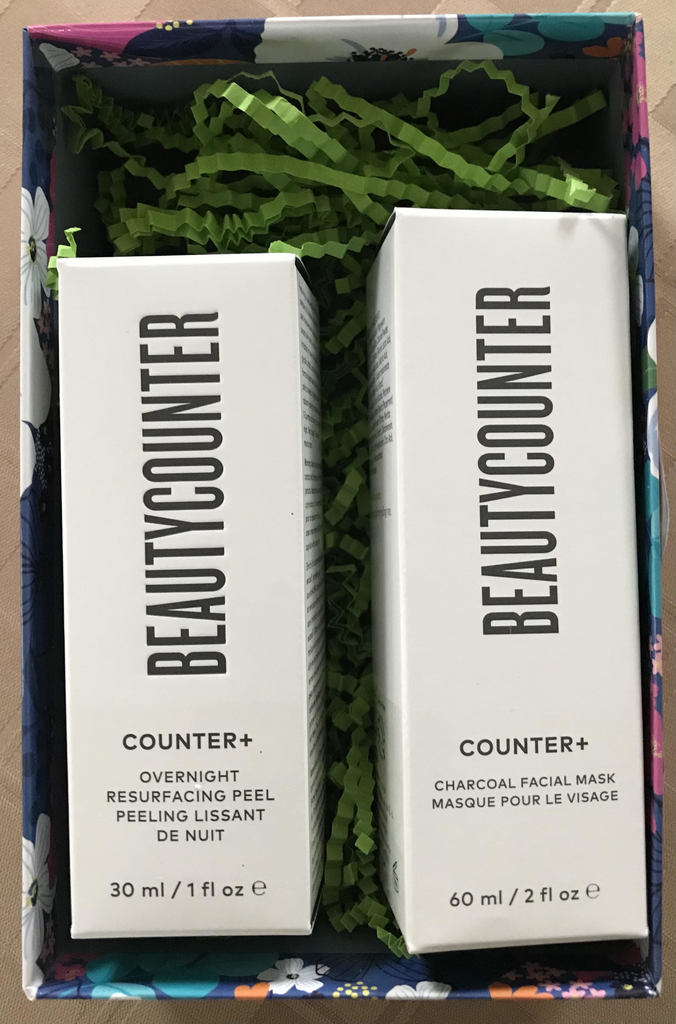 BEAUTYCOUNTER
COUNTER+
OVERNIGHT
RESURFACING PEEL
PEELING LISSANT
DE NUIT
30 ml / 1 fl oz ℮
BEAUTYCOUNTER
COUNTER+
CHARCOAL FACIAL MASK
MASQUE POUR LE VISAGE
60 ml / 2 fl oz ℮